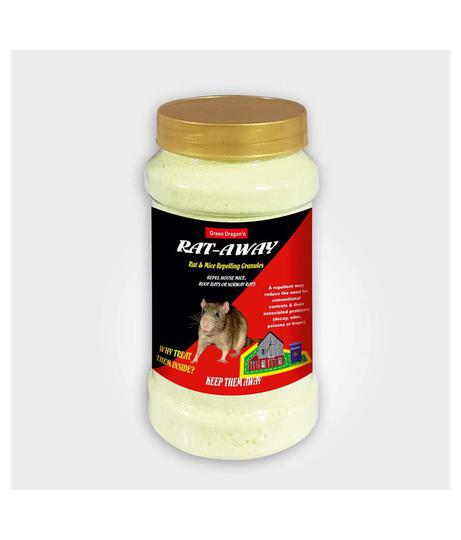 Green Dragon's
RAT-AWAY
Rat & Mice Repelling Granules
REPEL HOUSE MICE,
ROOF RATS OR NORWAY RATS
A repellent may
reduce the need for
conventional
controls & their
associated problems
(decay, odor,
poisons or traps).
WHY TREAT
THEM INSIDE?
KEEP THEM AWAY